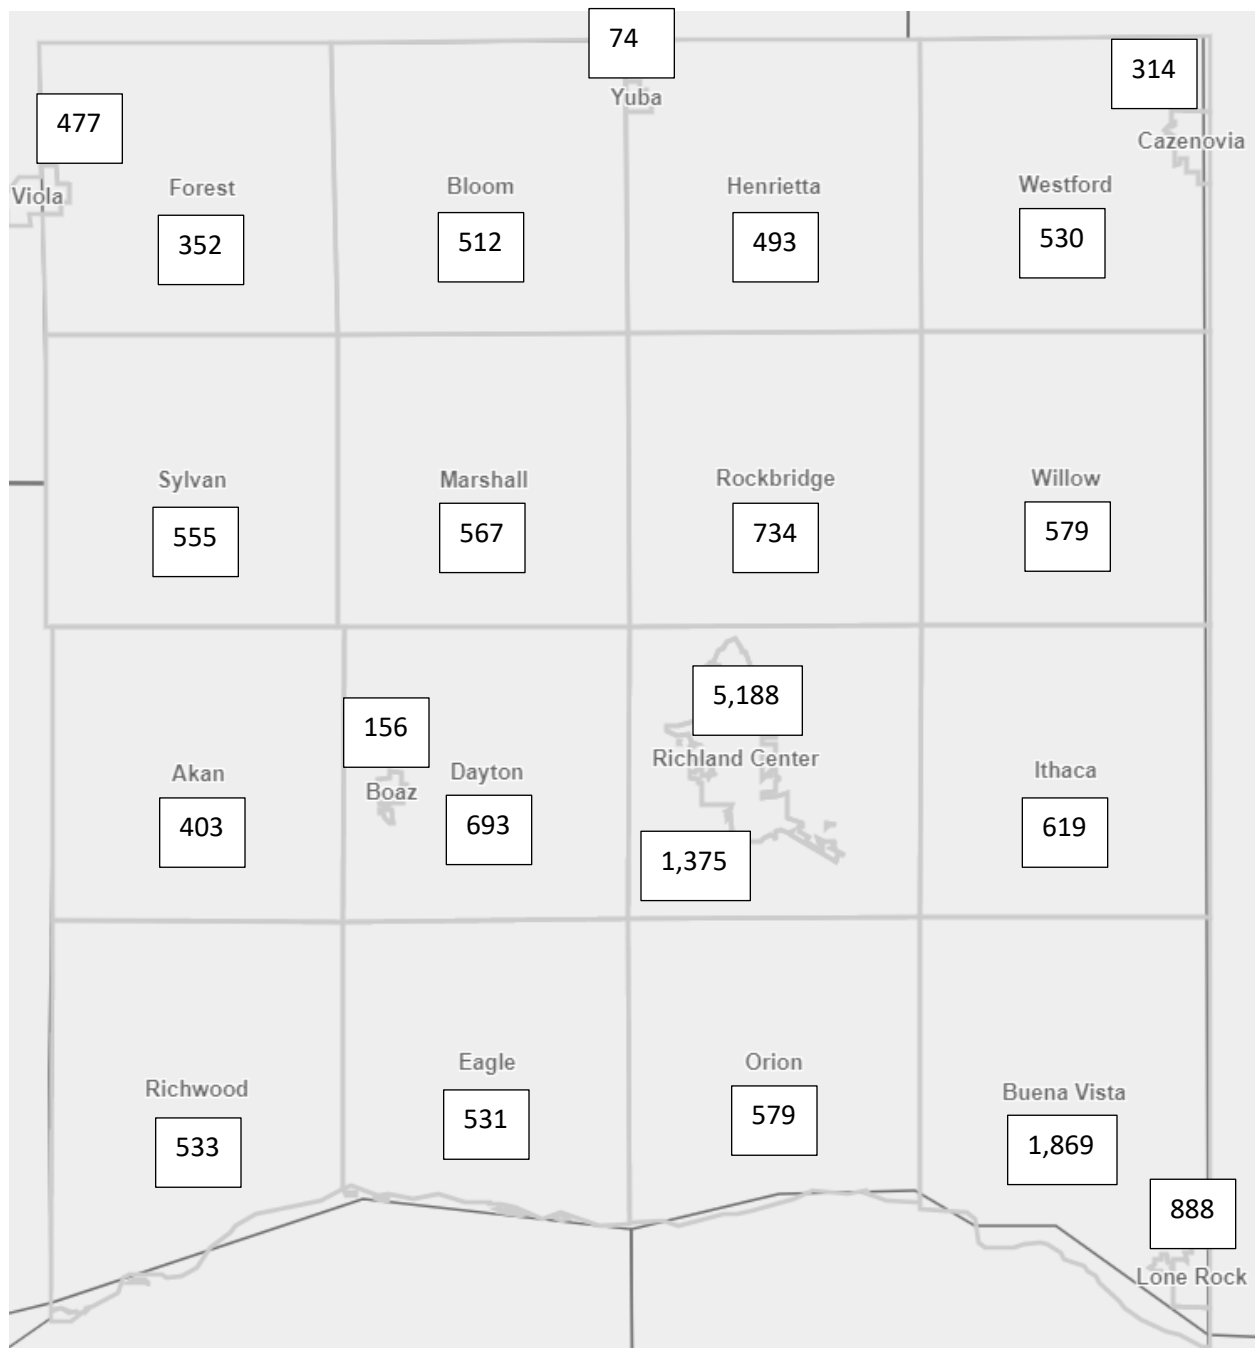 74
Yuba
314
Cazenovia
477
Viola
Forest
352
Bloom
512
Henrietta
493
Westford
530
Sylvan
555
Marshall
567
Rockbridge
734
Willow
579
5,188
Richland Center
1,375
156
Boaz
Akan
403
Dayton
693
Ithaca
619
Richwood
533
Eagle
531
Orion
579
Buena Vista
1,869
888
Lone Rock